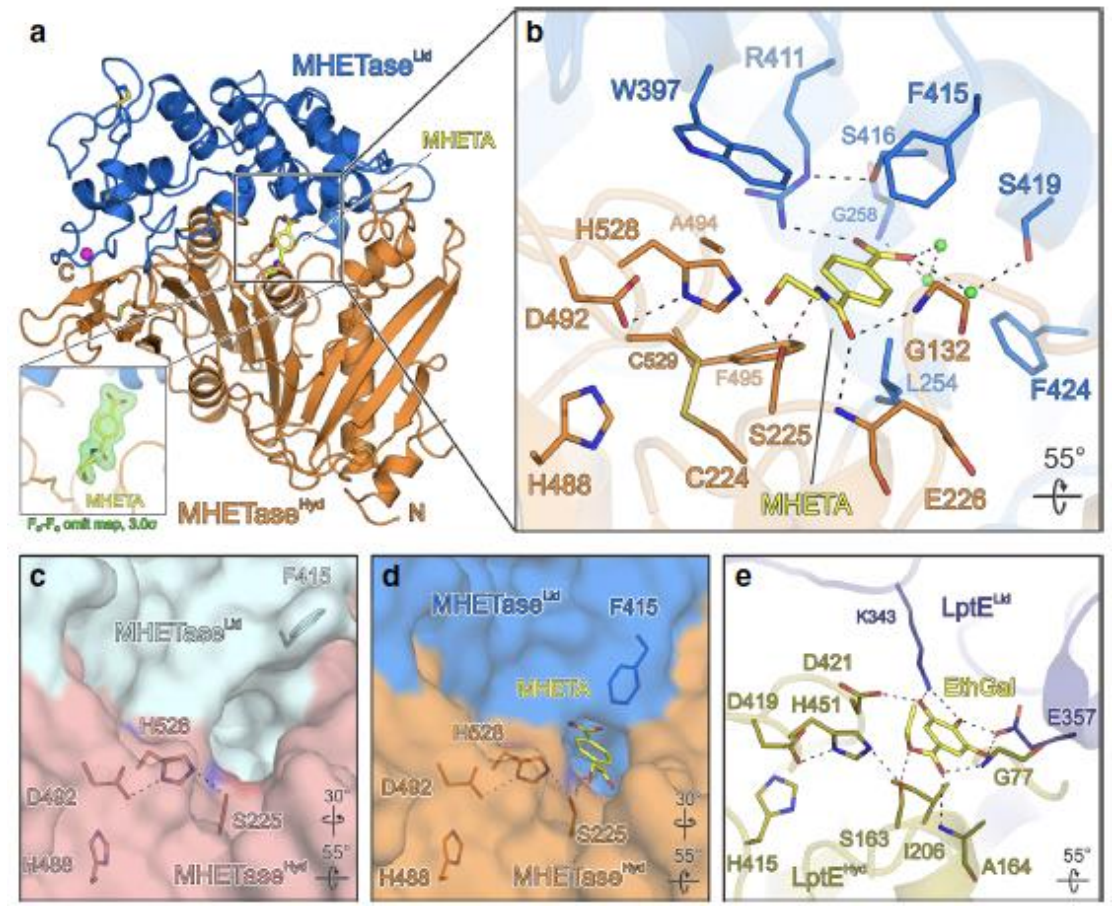 a
MHETase^Lid
MHETA
C
MHETA
F_o-F_c omit map, 3.0σ
MHETase^Hyd
N
b
R411
W397
F415
S416
S419
G258
A494
H528
D492
G132
C529
F495
L254
F424
S225
H488
C224
MHETA
E226
55°
c
F415
MHETase^Lid
H528
D492
S225
30°
H488
MHETase^Hyd
55°
d
MHETase^Lid
F415
MHETA
H528
D492
S225
30°
H488
MHETase^Hyd
55°
e
K343
LptE^Lid
D421
EthGal
D419
H451
E357
G77
S163
I206
H415
LptE^Hyd
A164
55°